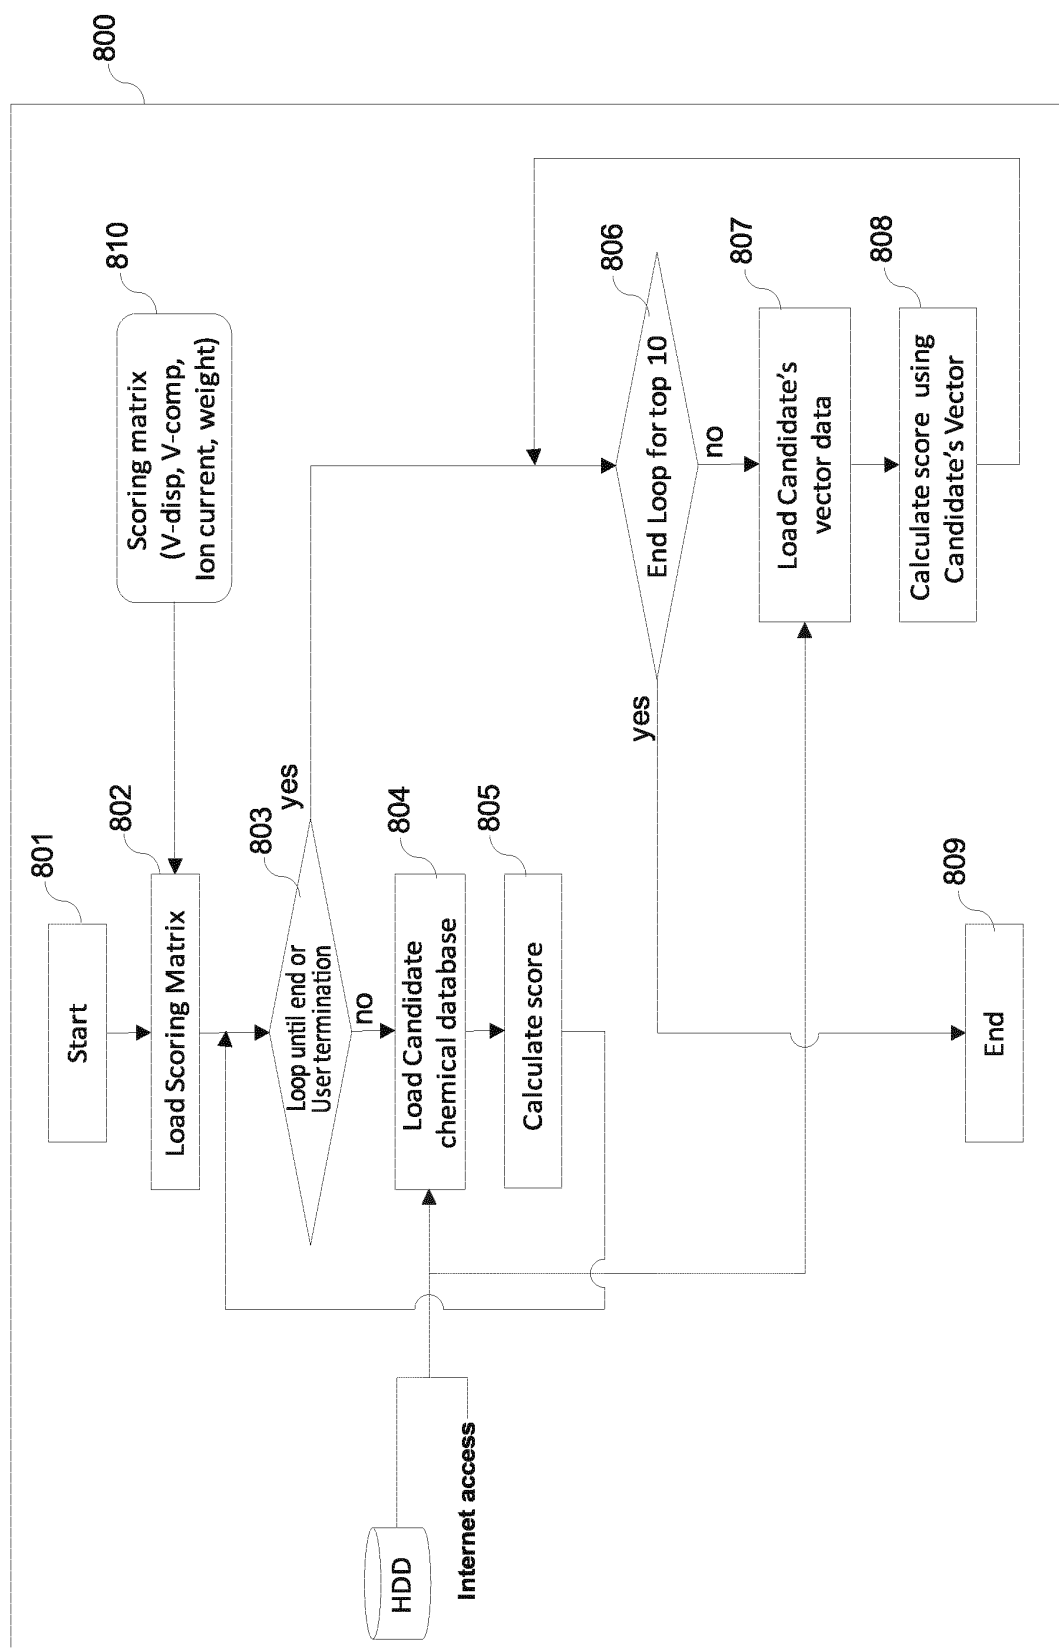 800
801
Start
802
Load Scoring Matrix
810
Scoring matrix
(V-disp, V-comp,
Ion current, weight)
803
Loop until end or
User termination
yes
no
804
Load Candidate
chemical database
805
Calculate score
HDD
Internet access
806
End Loop for top 10
yes
no
807
Load Candidate's
vector data
808
Calculate score using
Candidate's Vector
809
End